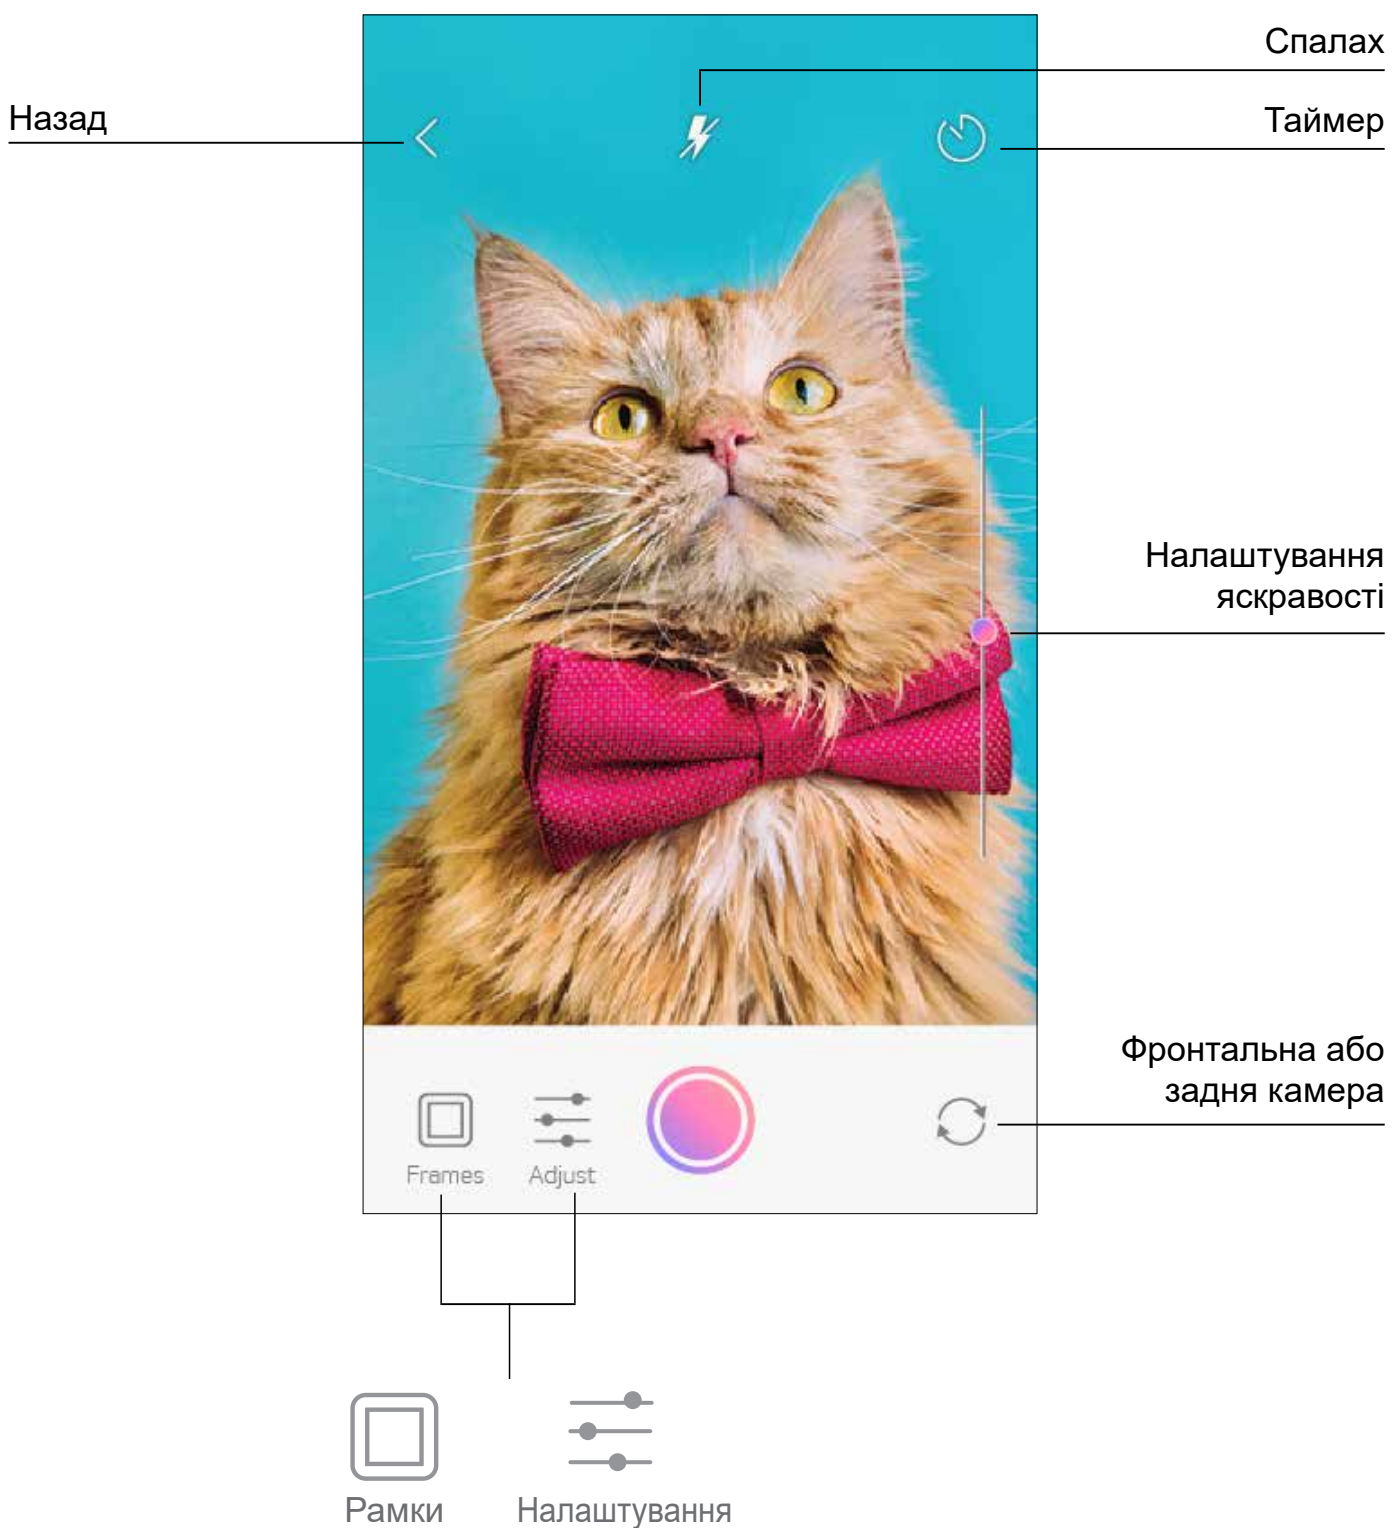 Спалах
Назад
Таймер
Налаштування
яскравості
Фронтальна або
задня камера
Frames
Adjust
Рамки
Налаштування